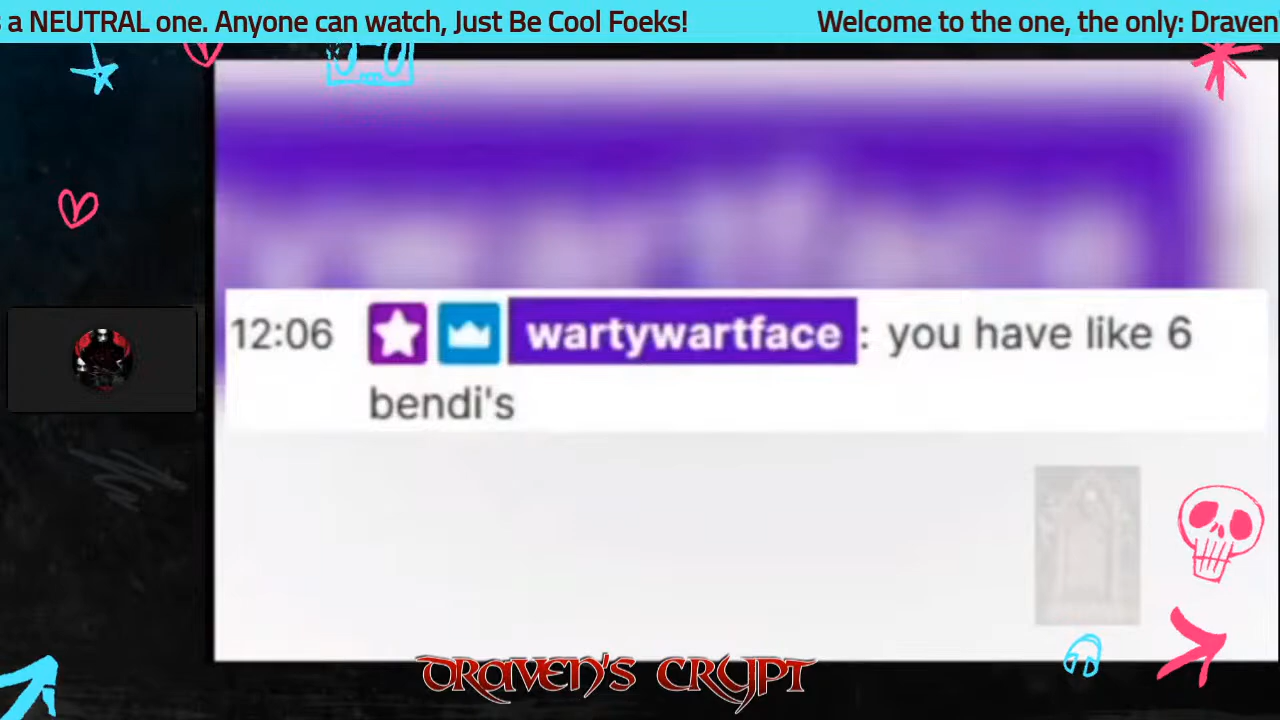 a NEUTRAL one. Anyone can watch, Just Be Cool Foeks! Welcome to the one, the only: Draven
12:06 wartywartface: you have like 6
bendi's
DRAVEN'S CRYPT